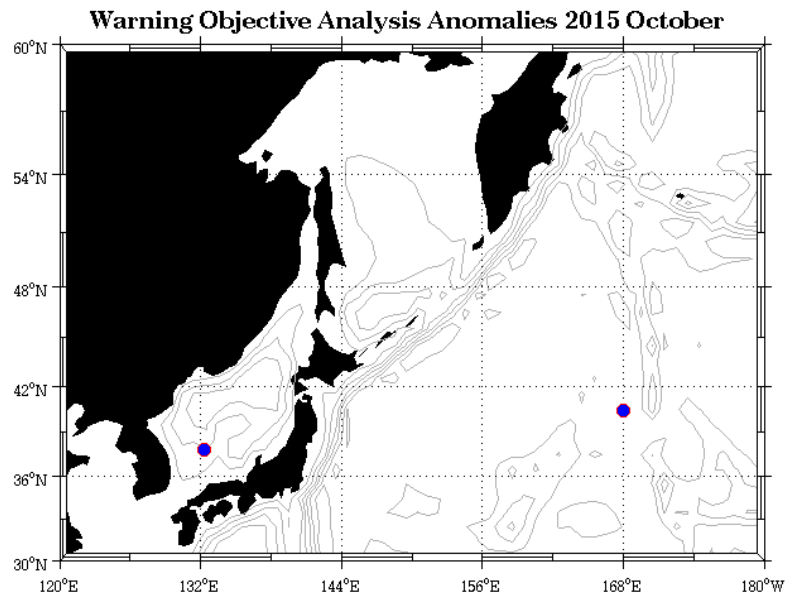 Warning Objective Analysis Anomalies 2015 October
60°N
54°N
48°N
42°N
36°N
30°N
120°E 132°E 144°E 156°E 168°E 180°W